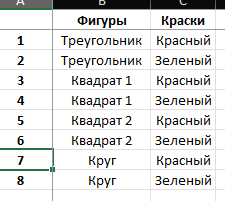 A B C
Фигуры Краски
1 Треугольник Красный
2 Треугольник Зеленый
3 Квадрат 1 Красный
4 Квадрат 1 Зеленый
5 Квадрат 2 Красный
6 Квадрат 2 Зеленый
7 Круг Красный
8 Круг Зеленый